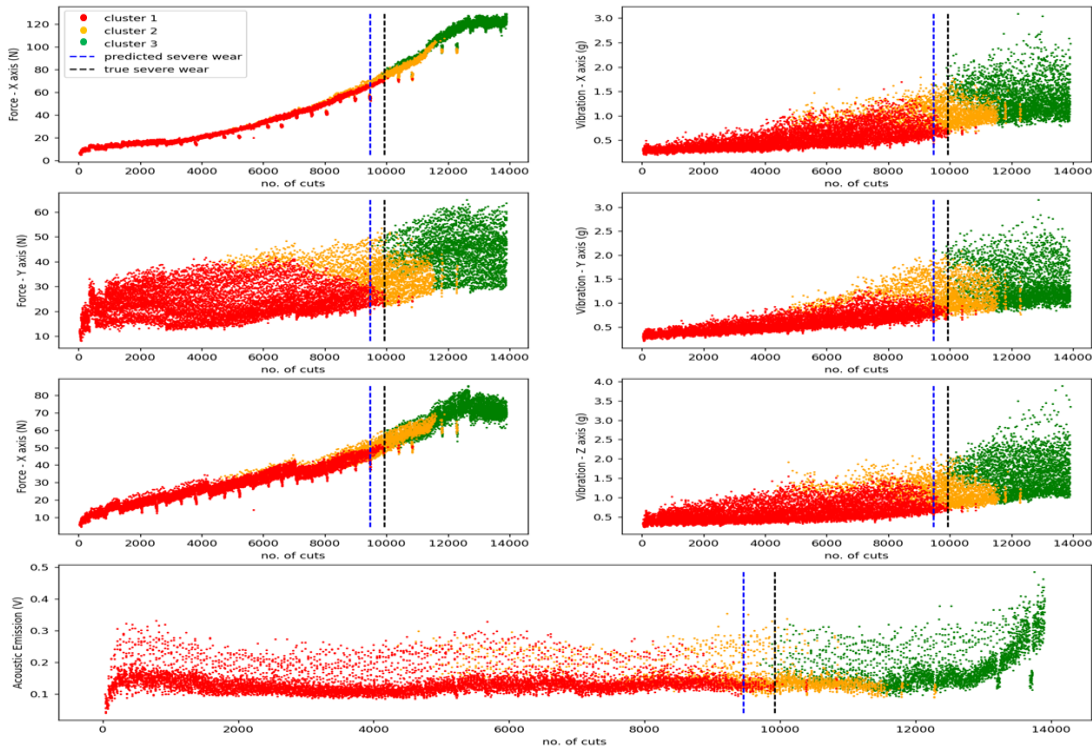 cluster 1
cluster 2
cluster 3
predicted severe wear
true severe wear
Force - X axis (N)
120
100
80
60
40
20
0
0 2000 4000 6000 8000 10000 12000 14000
no. of cuts
Vibration - X axis (g)
3.0
2.5
2.0
1.5
1.0
0.5
0 2000 4000 6000 8000 10000 12000 14000
no. of cuts
Force - Y axis (N)
60
50
40
30
20
10
0 2000 4000 6000 8000 10000 12000 14000
no. of cuts
Vibration - Y axis (g)
3.0
2.5
2.0
1.5
1.0
0.5
0 2000 4000 6000 8000 10000 12000 14000
no. of cuts
Force - X axis (N)
80
70
60
50
40
30
20
10
0 2000 4000 6000 8000 10000 12000 14000
no. of cuts
Vibration - Z axis (g)
4.0
3.5
3.0
2.5
2.0
1.5
1.0
0.5
0 2000 4000 6000 8000 10000 12000 14000
no. of cuts
Acoustic Emission (V)
0.5
0.4
0.3
0.2
0.1
0 2000 4000 6000 8000 10000 12000 14000
no. of cuts